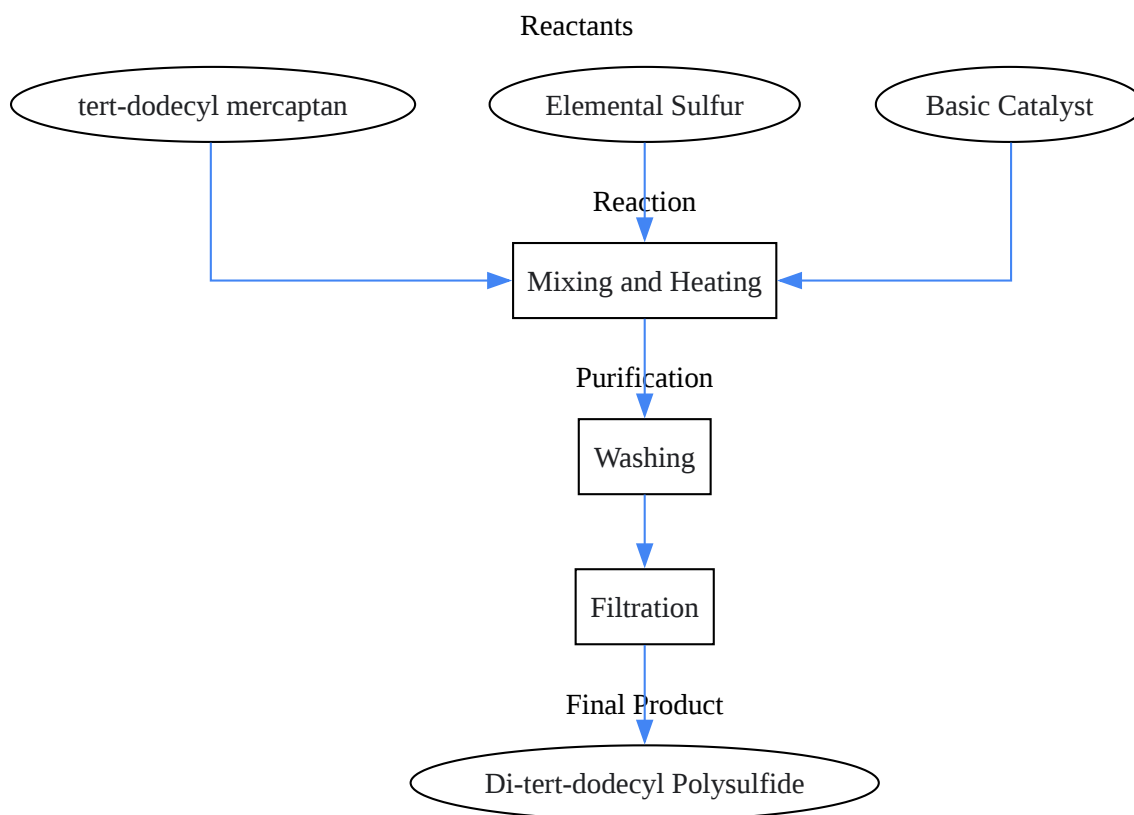 Reactants
tert-dodecyl mercaptan
Elemental Sulfur
Basic Catalyst
Reaction
Mixing and Heating
Purification
Washing
Filtration
Final Product
Di-tert-dodecyl Polysulfide